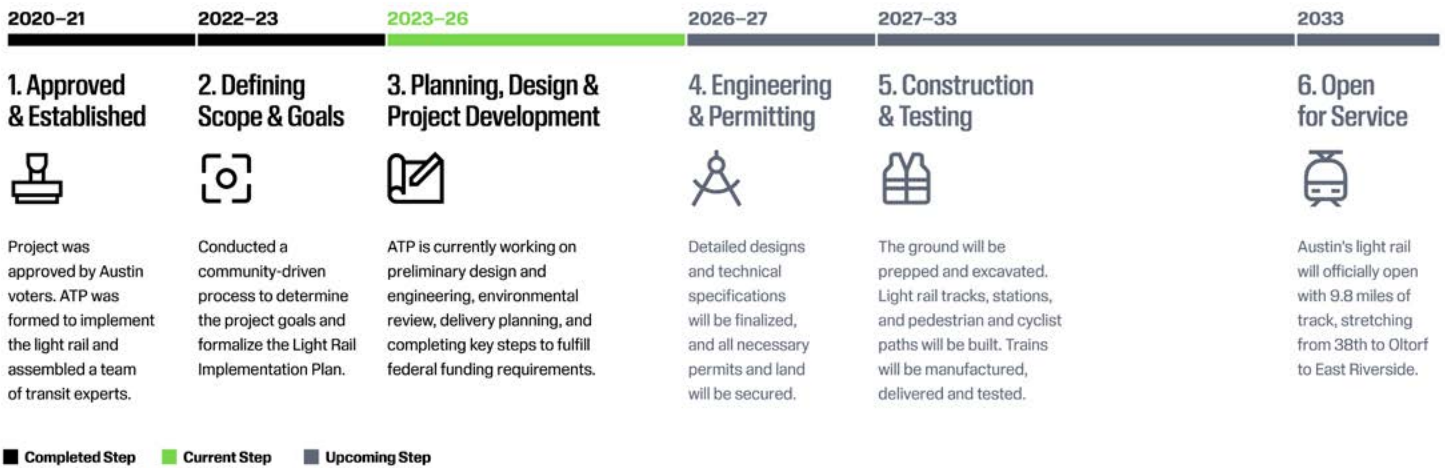 2020–21
2022–23
2023–26
2026–27
2027–33
2033
1. Approved
& Established
2. Defining
Scope & Goals
3. Planning, Design &
Project Development
4. Engineering
& Permitting
5. Construction
& Testing
6. Open
for Service
Project was
approved by Austin
voters. ATP was
formed to implement
the light rail and
assembled a team
of transit experts.
Conducted a
community-driven
process to determine
the project goals and
formalize the Light Rail
Implementation Plan.
ATP is currently working on
preliminary design and
engineering, environmental
review, delivery planning, and
completing key steps to fulfill
federal funding requirements.
Detailed designs
and technical
specifications
will be finalized,
and all necessary
permits and land
will be secured.
The ground will be
prepped and excavated.
Light rail tracks, stations,
and pedestrian and cyclist
paths will be built. Trains
will be manufactured,
delivered and tested.
Austin's light rail
will officially open
with 9.8 miles of
track, stretching
from 38th to Oltorf
to East Riverside.
Completed Step
Current Step
Upcoming Step